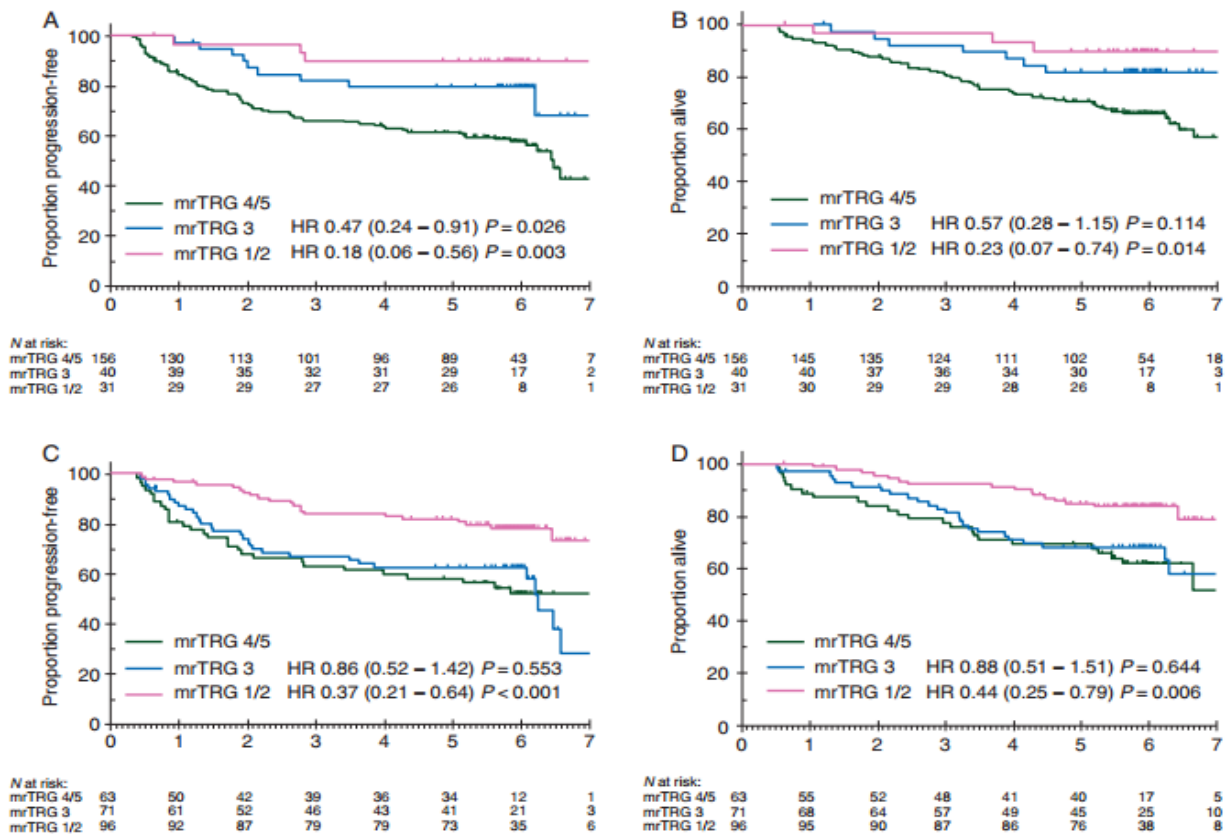 A
Proportion progression-free
100
80
60
40
20
0
mrTRG 4/5
mrTRG 3 HR 0.47 (0.24 – 0.91) P = 0.026
mrTRG 1/2 HR 0.18 (0.06 – 0.56) P = 0.003
0 1 2 3 4 5 6 7
N at risk:
mrTRG 4/5 156 130 113 101 96 89 43 7
mrTRG 3 40 39 35 32 31 29 17 2
mrTRG 1/2 31 29 29 27 27 26 8 1
B
Proportion alive
100
80
60
40
20
0
mrTRG 4/5
mrTRG 3 HR 0.57 (0.28 – 1.15) P = 0.114
mrTRG 1/2 HR 0.23 (0.07 – 0.74) P = 0.014
0 1 2 3 4 5 6 7
N at risk:
mrTRG 4/5 156 145 135 124 111 102 54 18
mrTRG 3 40 40 37 36 34 30 17 3
mrTRG 1/2 31 30 29 29 28 26 8 1
C
Proportion progression-free
100
80
60
40
20
0
mrTRG 4/5
mrTRG 3 HR 0.86 (0.52 – 1.42) P = 0.553
mrTRG 1/2 HR 0.37 (0.21 – 0.64) P < 0.001
0 1 2 3 4 5 6 7
N at risk:
mrTRG 4/5 63 50 42 39 36 34 12 1
mrTRG 3 71 61 52 46 43 41 21 3
mrTRG 1/2 96 92 87 79 79 73 35 6
D
Proportion alive
100
80
60
40
20
0
mrTRG 4/5
mrTRG 3 HR 0.88 (0.51 – 1.51) P = 0.644
mrTRG 1/2 HR 0.44 (0.25 – 0.79) P = 0.006
0 1 2 3 4 5 6 7
N at risk:
mrTRG 4/5 63 55 52 48 41 40 17 5
mrTRG 3 71 68 64 57 49 45 25 10
mrTRG 1/2 96 95 90 87 86 76 38 8